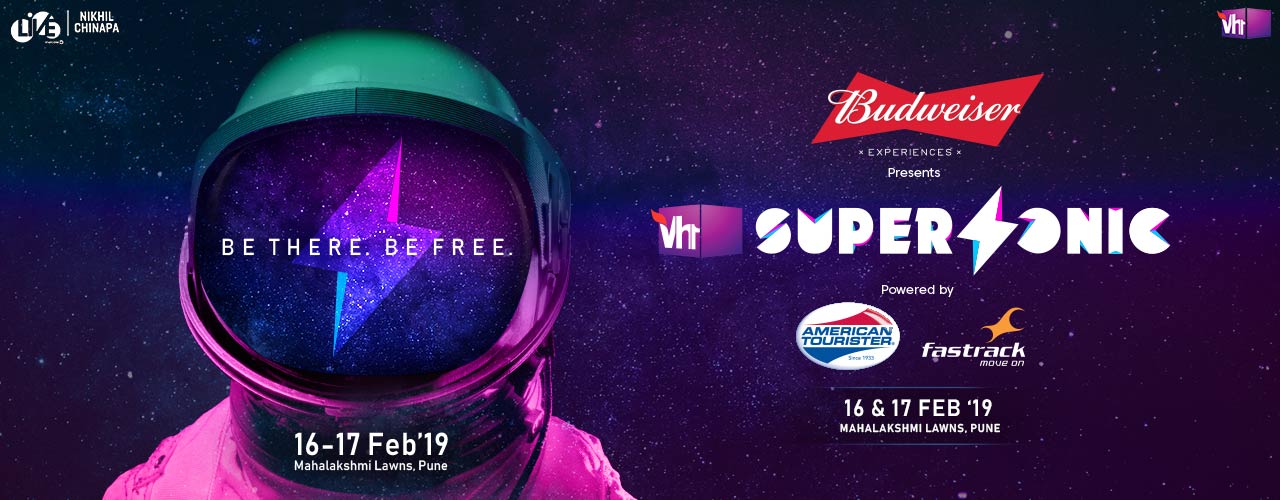 LIVE
NIKHIL
CHINAPA
Vh1
BE THERE. BE FREE.
16-17 Feb'19
Mahalakshmi Lawns, Pune
Budweiser
× EXPERIENCES ×
Presents
Vh1 SUPERSONIC
Powered by
AMERICAN
TOURISTER®
Since 1933
fastrack
move on
16 & 17 FEB ‘19
MAHALAKSHMI LAWNS, PUNE